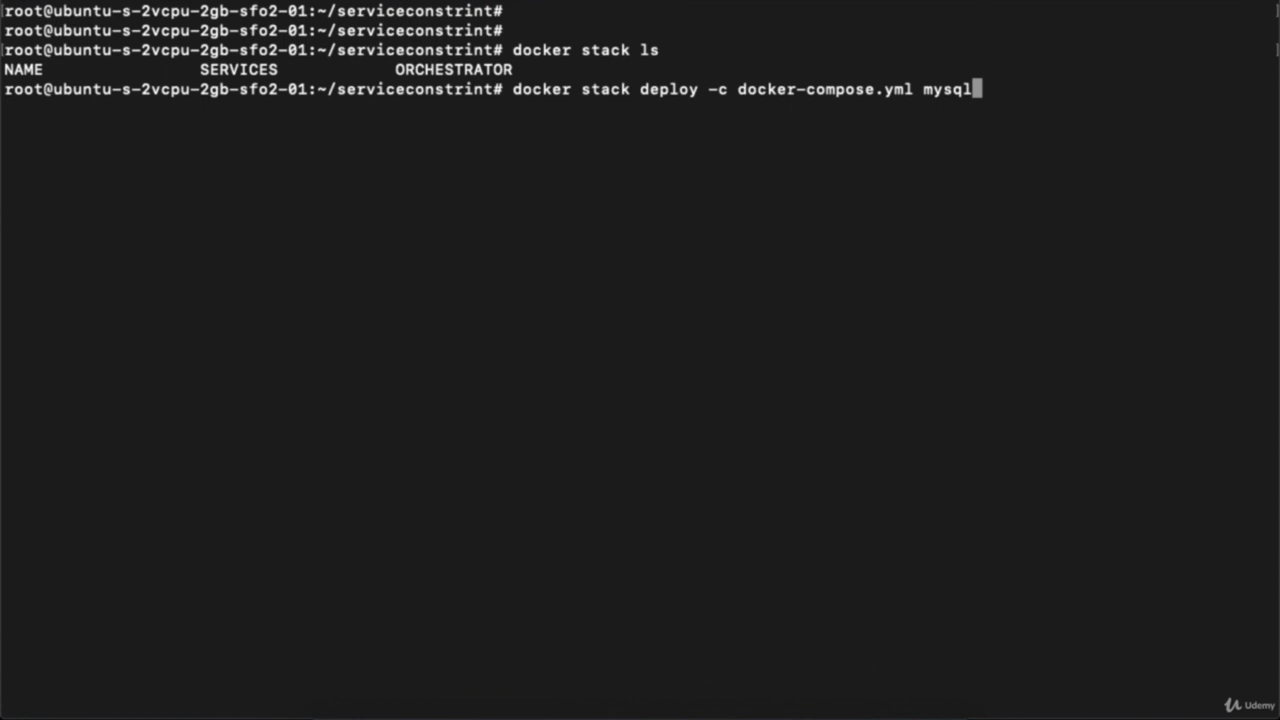 root@ubuntu-s-2vcpu-2gb-sfo2-01:~/serviceconstrint#
root@ubuntu-s-2vcpu-2gb-sfo2-01:~/serviceconstrint#
root@ubuntu-s-2vcpu-2gb-sfo2-01:~/serviceconstrint# docker stack ls
NAME SERVICES ORCHESTRATOR
root@ubuntu-s-2vcpu-2gb-sfo2-01:~/serviceconstrint# docker stack deploy -c docker-compose.yml mysql
Udemy